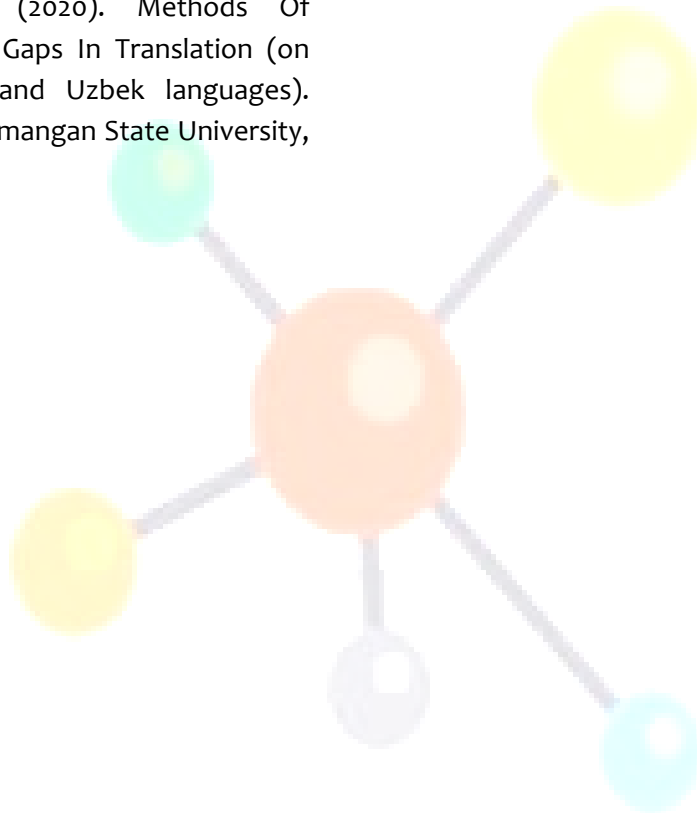 (2020). Methods Of
Gaps In Translation (on
and Uzbek languages).
mangan State University,